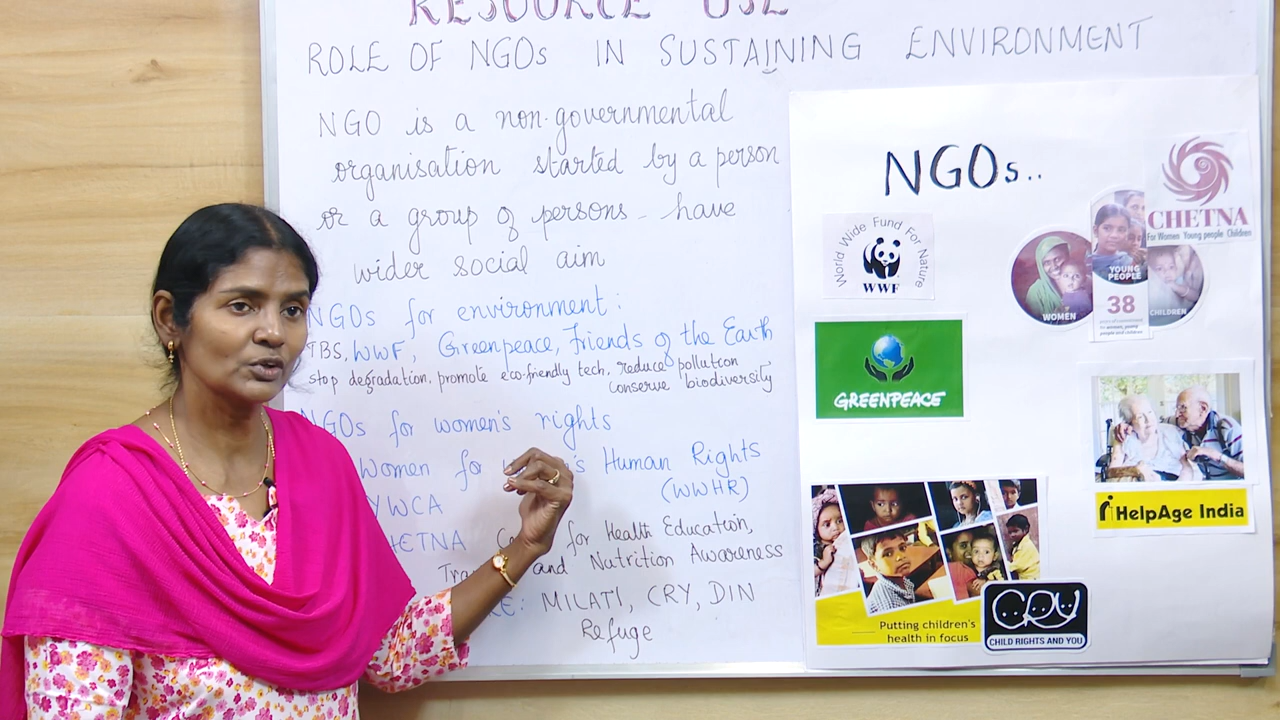 RESOURCE USE
ROLE OF NGOs IN SUSTAINING ENVIRONMENT
NGO is a non-governmental
organisation started by a person
or a group of persons - have
wider social aim
NGOs for environment:
TBS, WWF, Greenpeace, Friends of the Earth
stop degradation, promote eco-friendly tech, reduce pollution
conserve biodiversity
NGOs for women's rights
Women for Human Rights
(WWHR)
YWCA
HETNA for Health Education,
and Nutrition Awareness
MILATI, CRY, DIN
Refuge
NGOs..
World Wide Fund For Nature
WWF
GREENPEACE
CHETNA
For Women Young people Children
YOUNG
PEOPLE
WOMEN
38
CHILDREN
HelpAge India
Putting children's
health in focus
CRY
CHILD RIGHTS AND YOU